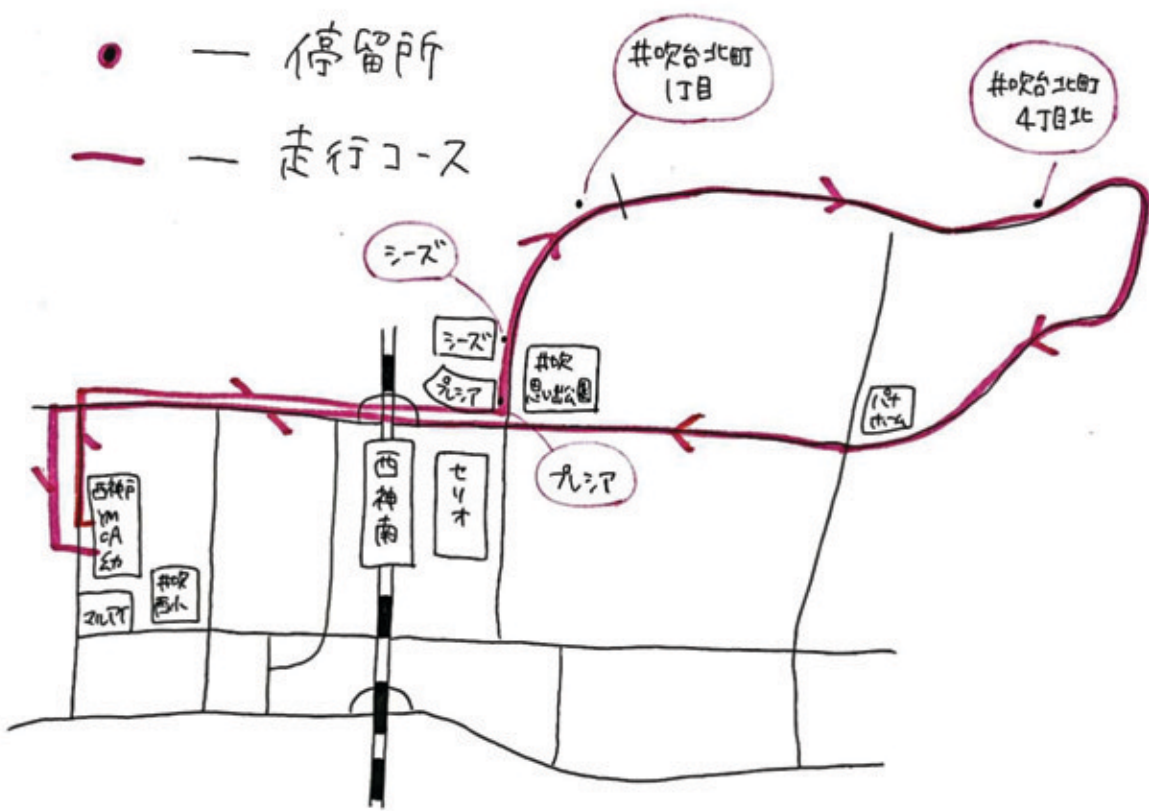 ― 停留所
― 走行コース
井吹台北町
1丁目
井吹台北町
4丁目北
シーズ
シーズ
プレシア
井吹
思い出公園
パナ
ホーム
プレシア
西神南
セリオ
西神戸
YM
CA
幼
井吹
西小
マルアイ